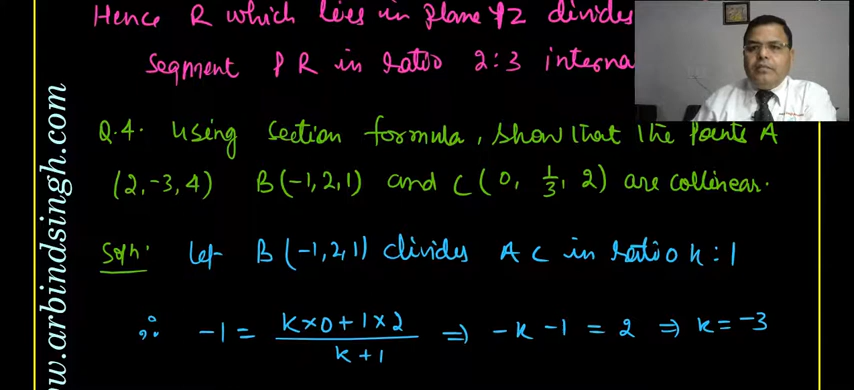 Hence R which lies in plane YZ divides
segment PR in ratio 2:3 interna
Q.4. Using section formula, show that the points A
(2, -3, 4) B(-1, 2, 1) and C(0, 1/3, 2) are collinear.
Soln. Let B(-1, 2, 1) divides AC in ratio k : 1
∴ -1 = (k×0 + 1×2)/(k+1) ⇒ -k -1 = 2 ⇒ k = -3
w.arbindsingh.com